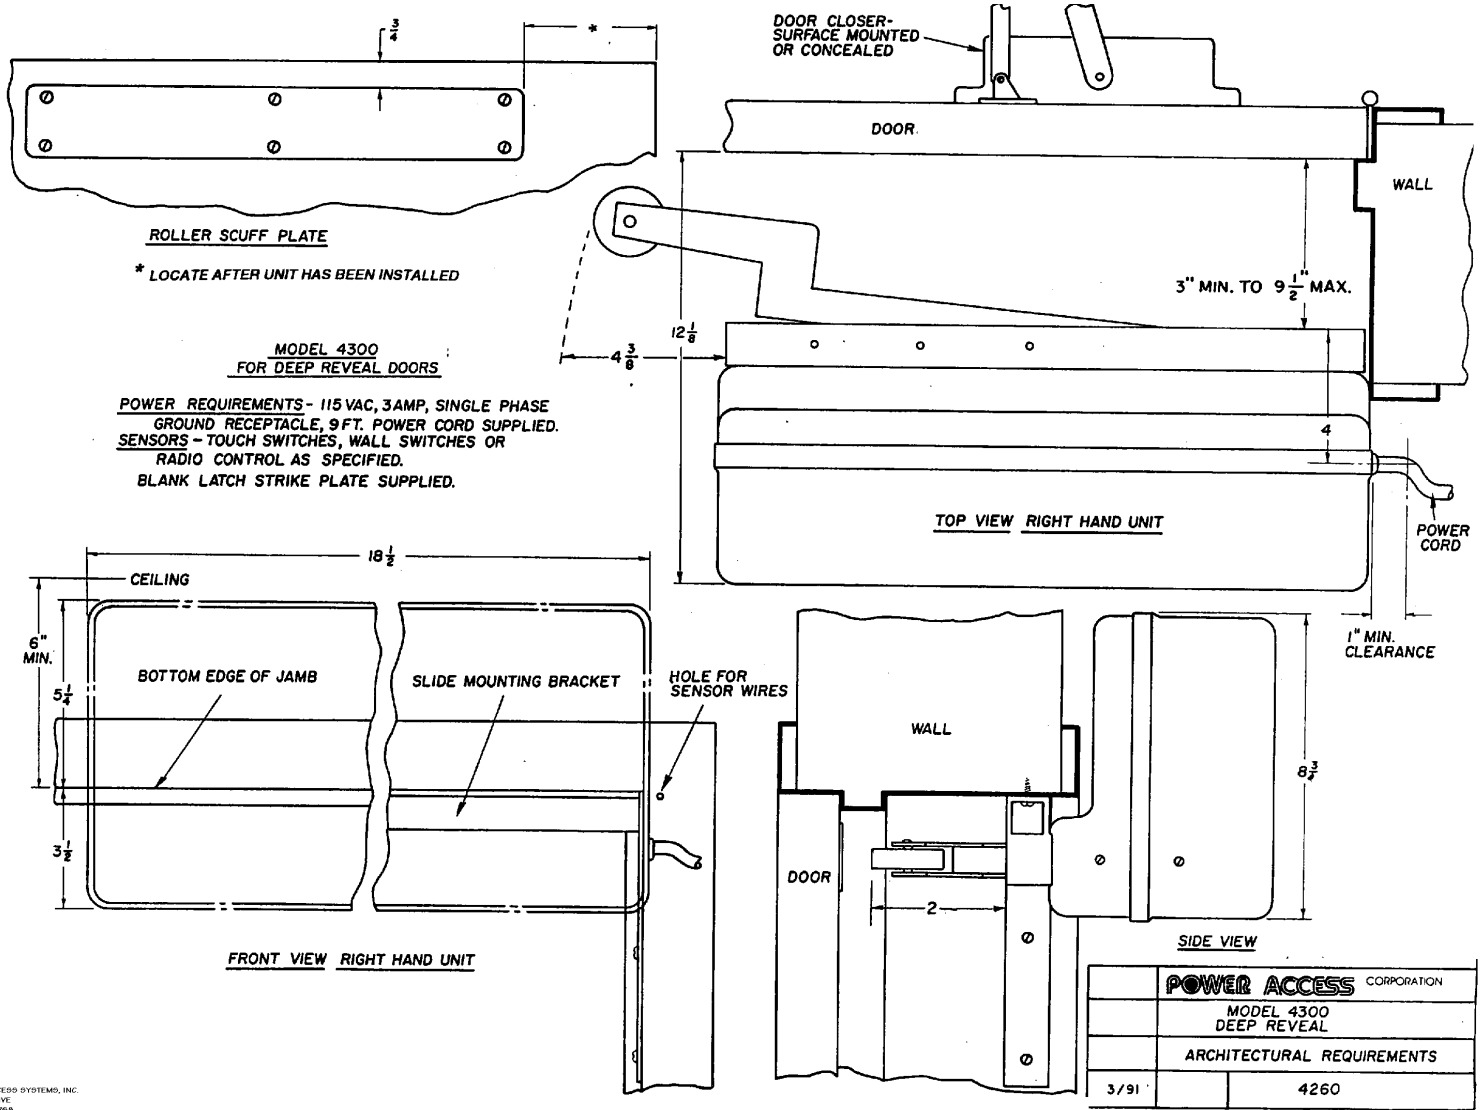 3/4
*
ROLLER SCUFF PLATE
* LOCATE AFTER UNIT HAS BEEN INSTALLED
DOOR CLOSER-
SURFACE MOUNTED
OR CONCEALED
DOOR
WALL
3" MIN. TO 9 1/2" MAX.
12 1/8
4 3/8
4
POWER
CORD
TOP VIEW RIGHT HAND UNIT
1" MIN.
CLEARANCE
MODEL 4300
FOR DEEP REVEAL DOORS
POWER REQUIREMENTS - 115 VAC, 3 AMP, SINGLE PHASE
GROUND RECEPTACLE, 9 FT. POWER CORD SUPPLIED.
SENSORS - TOUCH SWITCHES, WALL SWITCHES OR
RADIO CONTROL AS SPECIFIED.
BLANK LATCH STRIKE PLATE SUPPLIED.
18 1/2
CEILING
6"
MIN.
5 1/4
BOTTOM EDGE OF JAMB
SLIDE MOUNTING BRACKET
HOLE FOR
SENSOR WIRES
3 1/2
FRONT VIEW RIGHT HAND UNIT
WALL
DOOR
2
8 3/4
SIDE VIEW
POWER ACCESS CORPORATION
MODEL 4300
DEEP REVEAL
ARCHITECTURAL REQUIREMENTS
3/91 4260
SYSTEMS, INC.